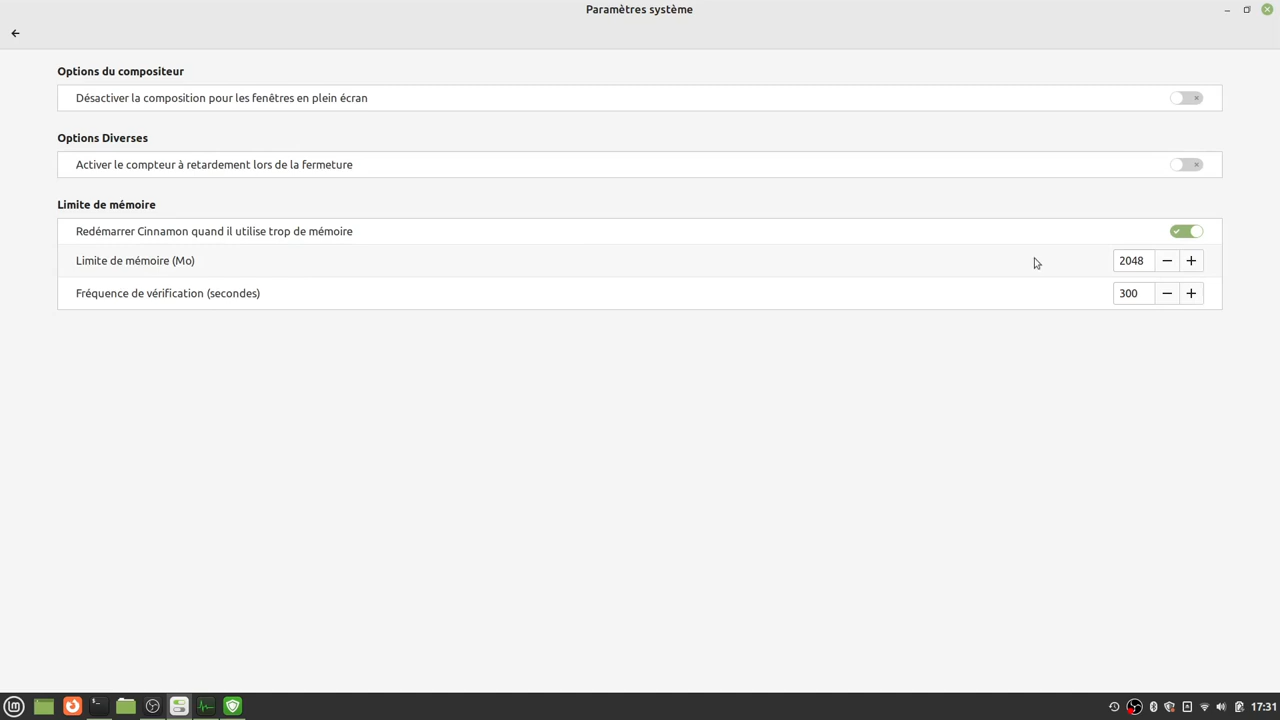 Paramètres système
Options du compositeur
Désactiver la composition pour les fenêtres en plein écran
Options Diverses
Activer le compteur à retardement lors de la fermeture
Limite de mémoire
Redémarrer Cinnamon quand il utilise trop de mémoire
Limite de mémoire (Mo) 2048
Fréquence de vérification (secondes) 300
17:31